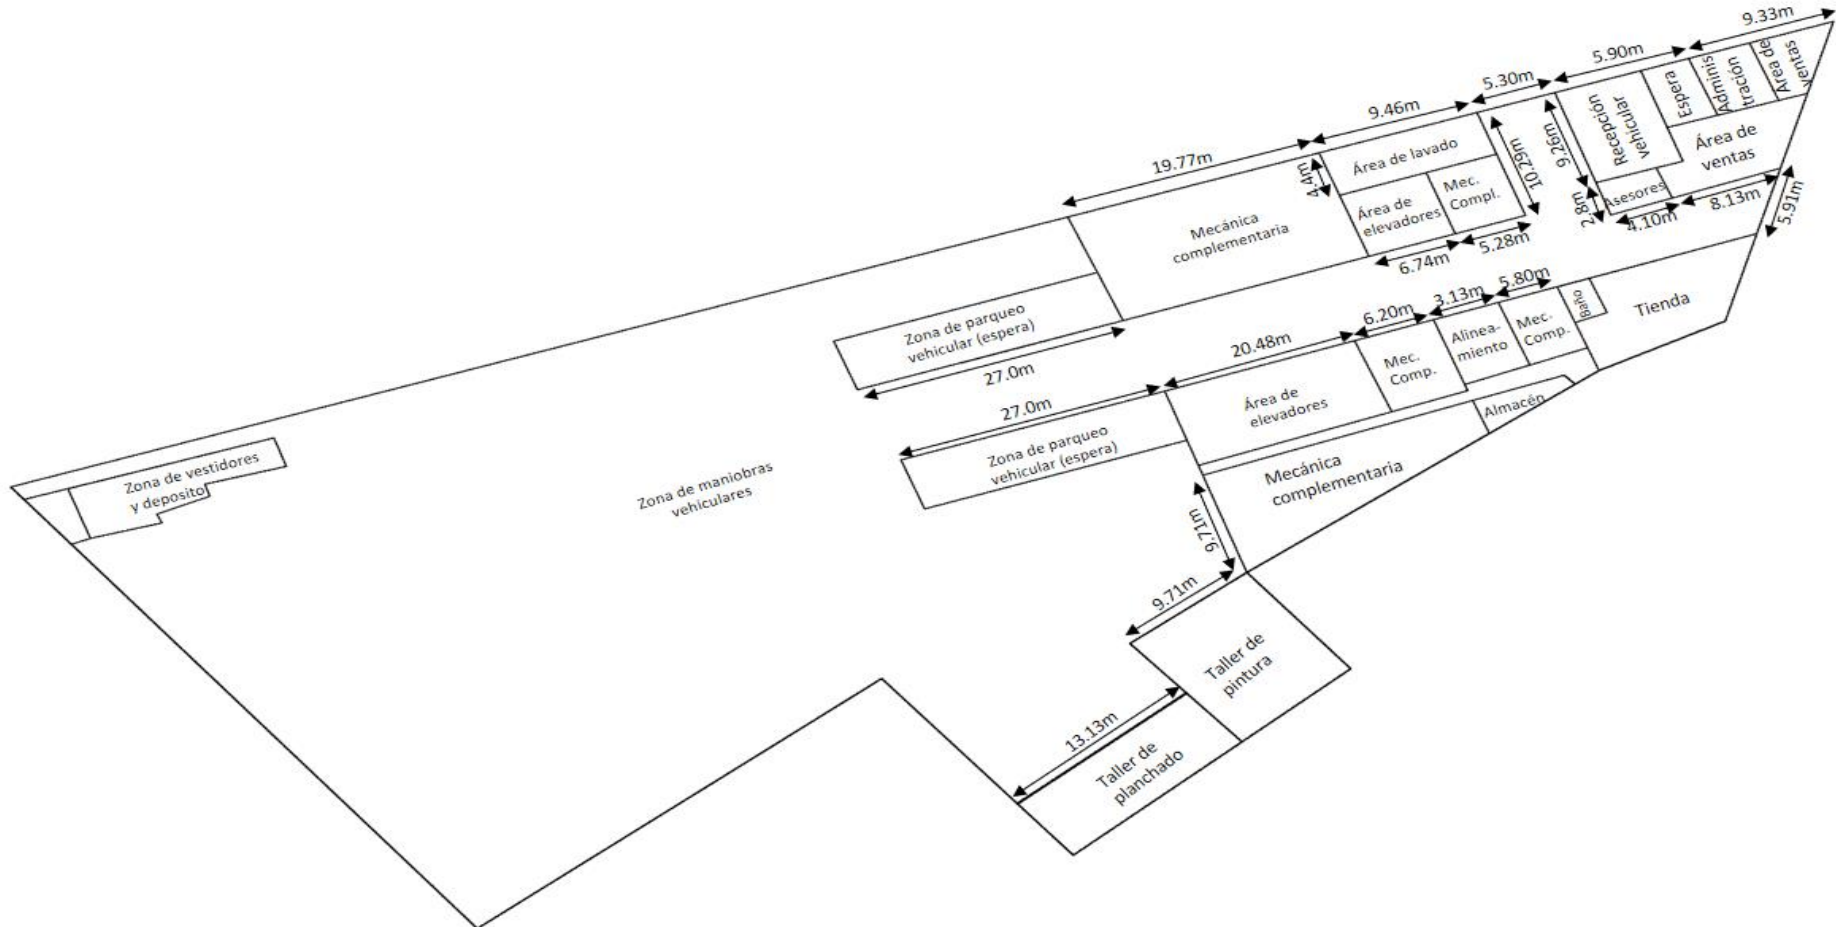 9.33m
5.90m
5.30m
9.46m
19.77m
Área de
ventas
Adminis
tración
Espera
Recepción
vehicular
Área de
ventas
Asesores
9.26m
2.8m
4.10m
8.13m
5.91m
10.29m
Área de lavado
4.4m
Mec.
Compl.
Área de
elevadores
6.74m
5.28m
Mecánica
complementaria
Zona de parqueo
vehicular (espera)
27.0m
27.0m
20.48m
6.20m
3.13m
5.80m
Baño
Tienda
Mec.
Comp.
Alinea-
miento
Mec.
Comp.
Área de
elevadores
Almacén
Zona de parqueo
vehicular (espera)
Mecánica
complementaria
Zona de vestidores
y deposito
Zona de maniobras
vehiculares
9.71m
9.71m
Taller de
pintura
13.13m
Taller de
planchado